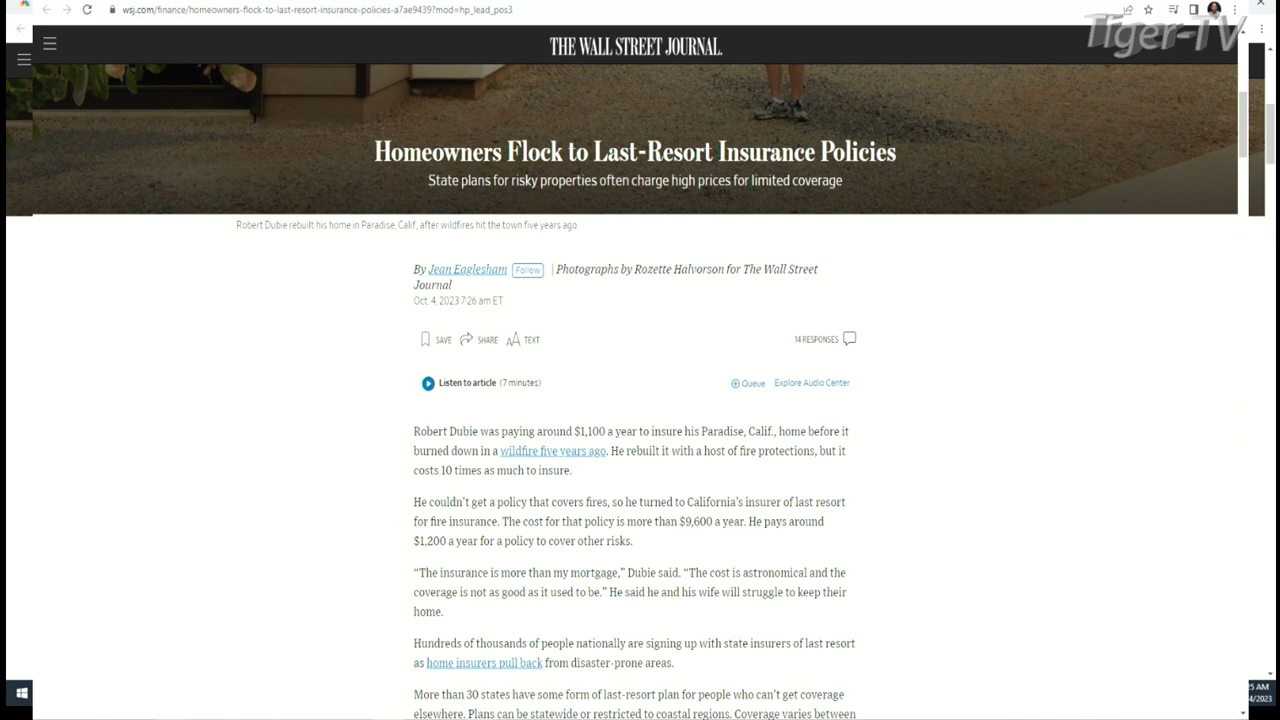 wsj.com/finance/homeowners-flock-to-last-resort-insurance-policies-a7ae9439?mod=hp_lead_pos3
Tiger-TV
THE WALL STREET JOURNAL.
Homeowners Flock to Last-Resort Insurance Policies
State plans for risky properties often charge high prices for limited coverage
Robert Dubie rebuilt his home in Paradise, Calif., after wildfires hit the town five years ago
By Jean Eaglesham Follow | Photographs by Rozette Halvorson for The Wall Street
Journal
Oct. 4, 2023 7:26 am ET
SAVE SHARE AA TEXT 14 RESPONSES
Listen to article (7 minutes) Queue Explore Audio Center
Robert Dubie was paying around $1,100 a year to insure his Paradise, Calif., home before it
burned down in a wildfire five years ago. He rebuilt it with a host of fire protections, but it
costs 10 times as much to insure.
He couldn't get a policy that covers fires, so he turned to California's insurer of last resort
for fire insurance. The cost for that policy is more than $9,600 a year. He pays around
$1,200 a year for a policy to cover other risks.
“The insurance is more than my mortgage,” Dubie said. “The cost is astronomical and the
coverage is not as good as it used to be.” He said he and his wife will struggle to keep their
home.
Hundreds of thousands of people nationally are signing up with state insurers of last resort
as home insurers pull back from disaster-prone areas.
More than 30 states have some form of last-resort plan for people who can't get coverage
elsewhere. Plans can be statewide or restricted to coastal regions. Coverage varies between
5 AM
4/2023